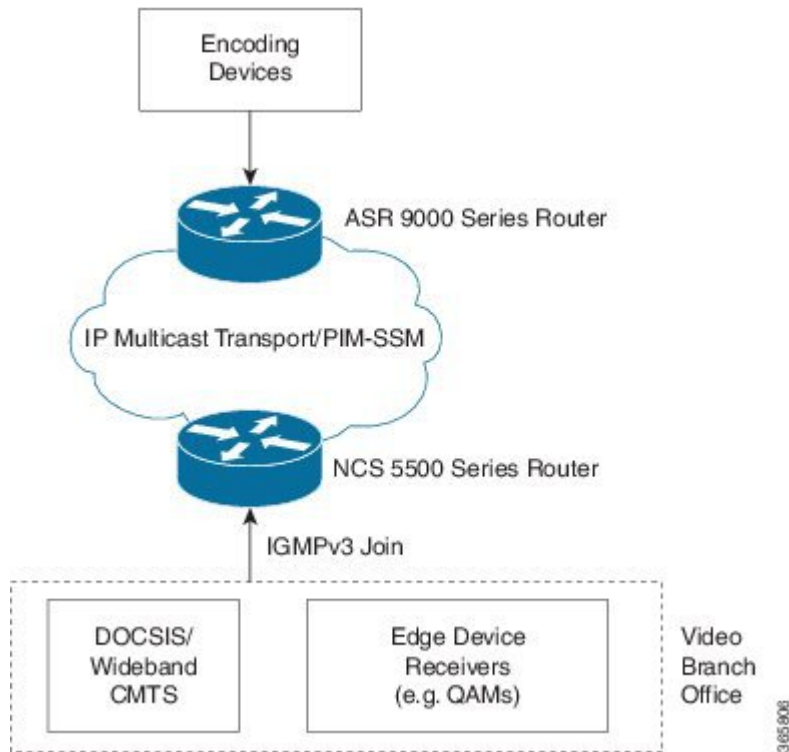 Encoding
Devices
ASR 9000 Series Router
IP Multicast Transport/PIM-SSM
NCS 5500 Series Router
IGMPv3 Join
DOCSIS/
Wideband
CMTS
Edge Device
Receivers
(e.g. QAMs)
Video
Branch
Office
365806